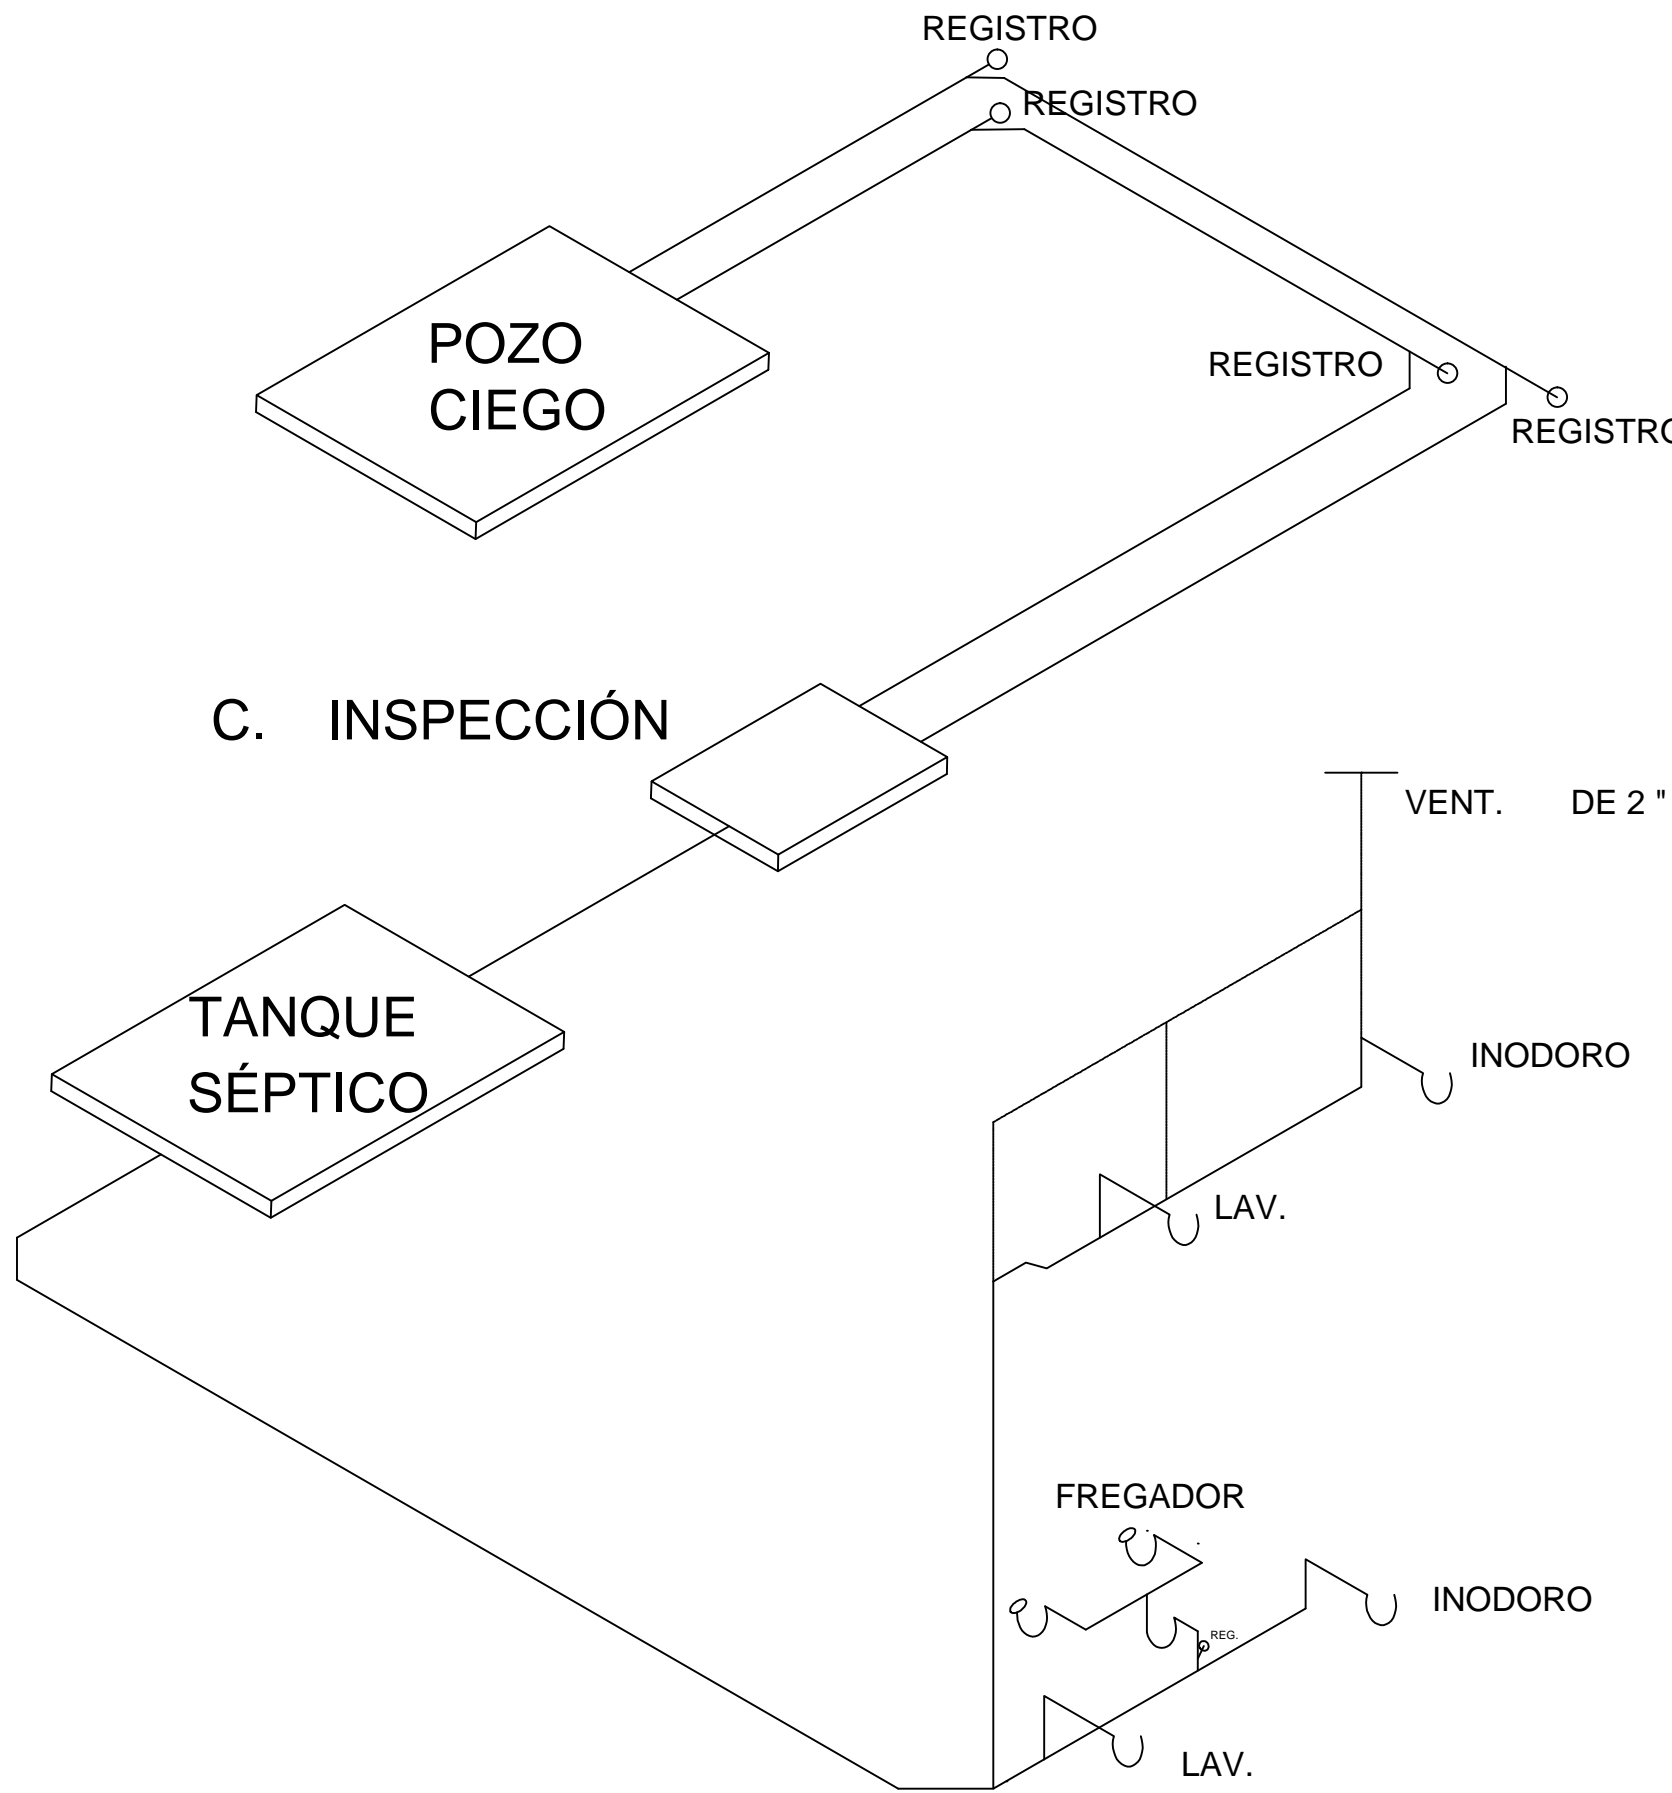 REGISTRO
REGISTRO
POZO
CIEGO
REGISTRO
REGISTRO
C. INSPECCIÓN
VENT. DE 2 "
TANQUE
SÉPTICO
INODORO
LAV.
FREGADOR
INODORO
REG.
LAV.